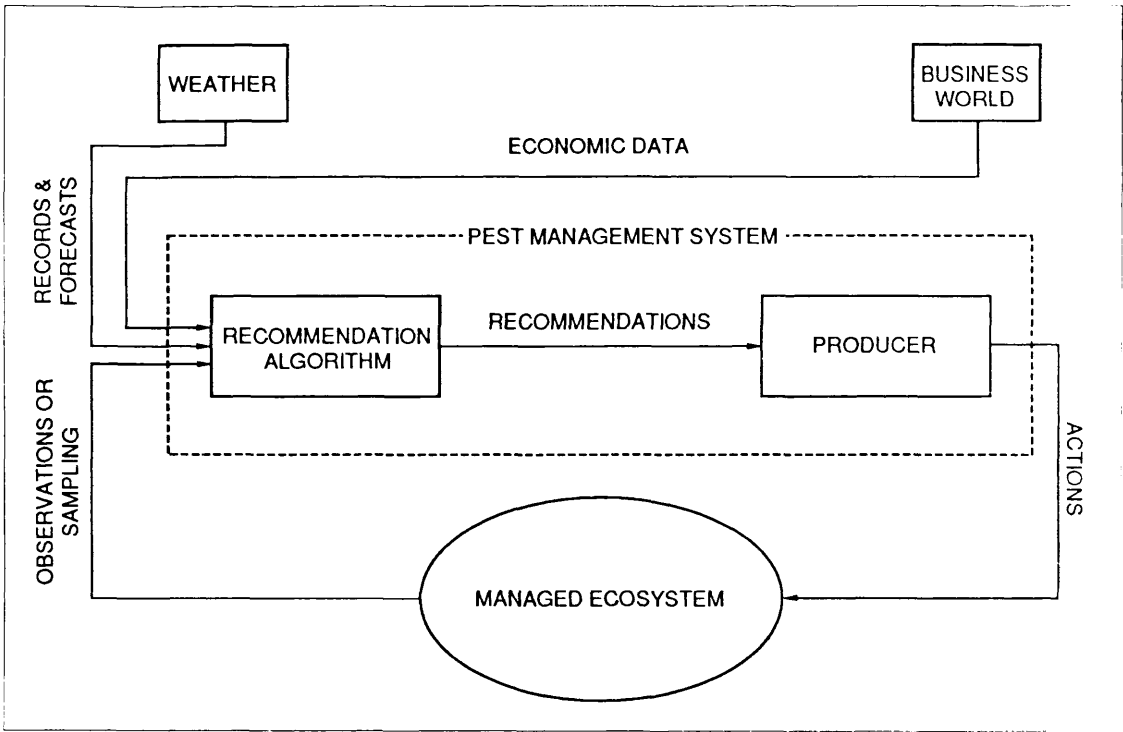 WEATHER
BUSINESS
WORLD
ECONOMIC DATA
RECORDS &
FORECASTS
PEST MANAGEMENT SYSTEM
RECOMMENDATION
ALGORITHM
RECOMMENDATIONS
PRODUCER
OBSERVATIONS OR
SAMPLING
ACTIONS
MANAGED ECOSYSTEM